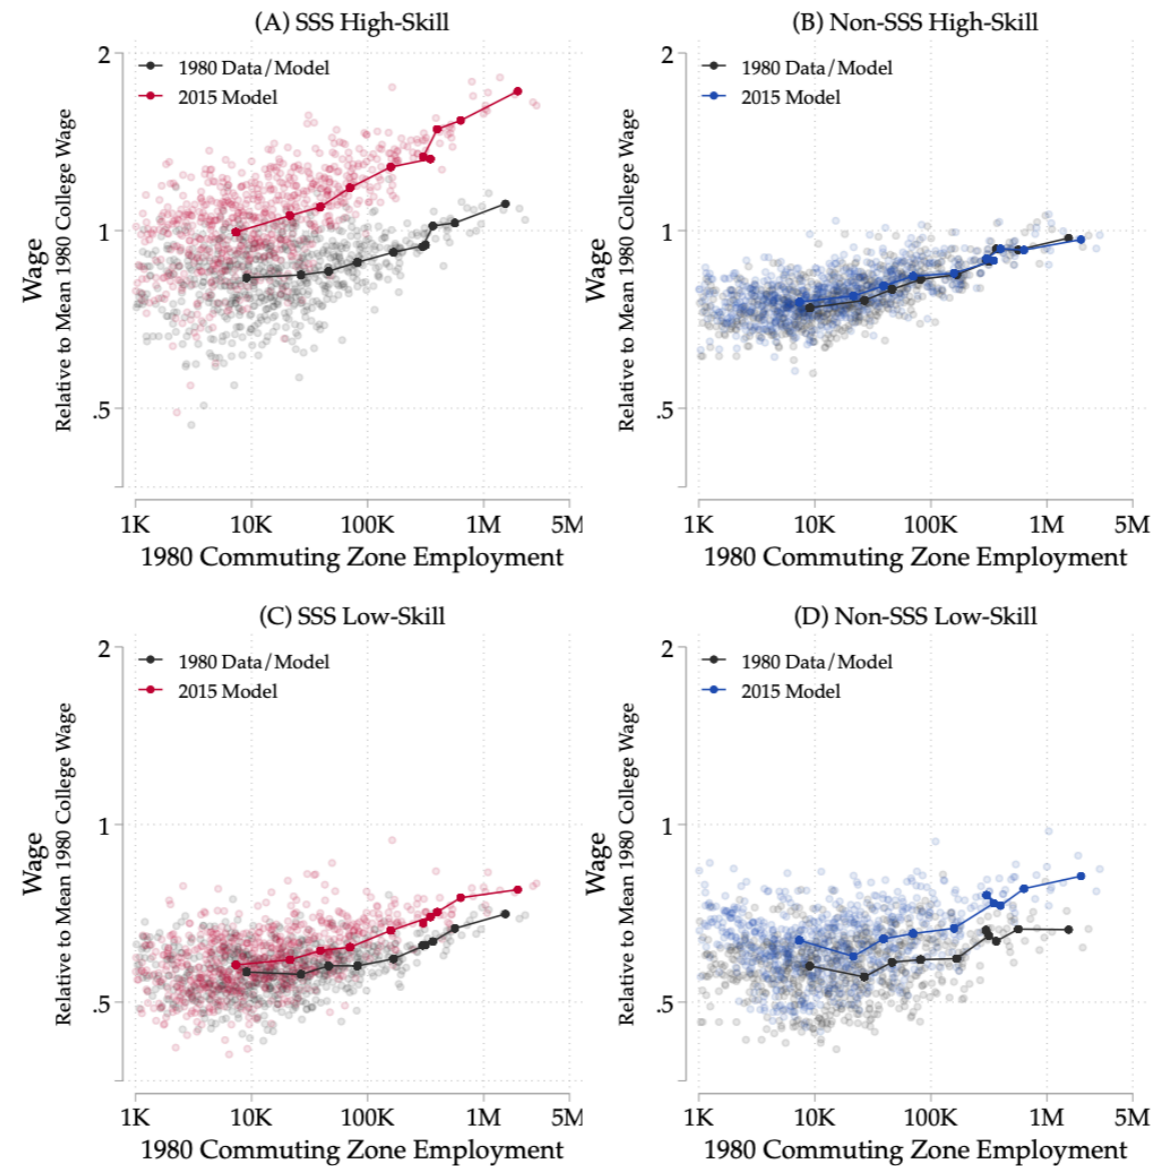 (A) SSS High-Skill
1980 Data/Model
2015 Model
Wage
Relative to Mean 1980 College Wage
2
1
.5
1K 10K 100K 1M 5M
1980 Commuting Zone Employment
(B) Non-SSS High-Skill
1980 Data/Model
2015 Model
Wage
Relative to Mean 1980 College Wage
2
1
.5
1K 10K 100K 1M 5M
1980 Commuting Zone Employment
(C) SSS Low-Skill
1980 Data/Model
2015 Model
Wage
Relative to Mean 1980 College Wage
2
1
.5
1K 10K 100K 1M 5M
1980 Commuting Zone Employment
(D) Non-SSS Low-Skill
1980 Data/Model
2015 Model
Wage
Relative to Mean 1980 College Wage
2
1
.5
1K 10K 100K 1M 5M
1980 Commuting Zone Employment